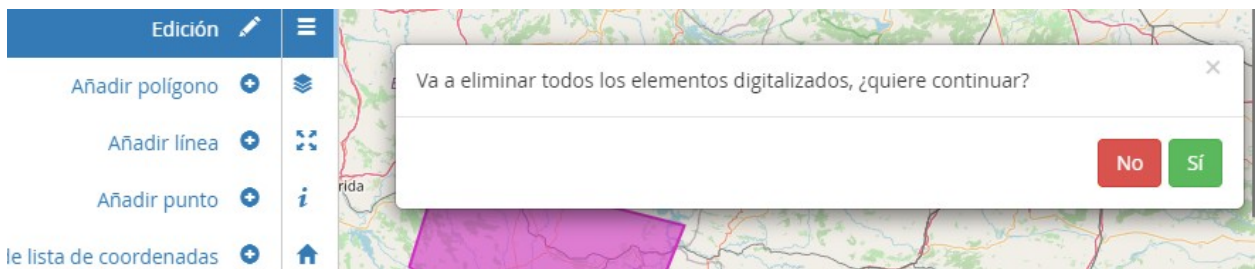 Edición
Va a eliminar todos los elementos digitalizados, ¿quiere continuar?
×
Añadir polígono
Añadir línea
No Sí
Añadir punto
i
rida
le lista de coordenadas